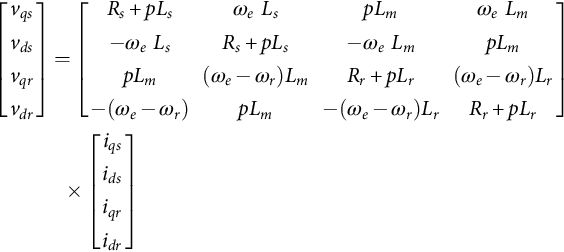 [v_qs] [R_s + pL_s ω_e L_s pL_m ω_e L_m]
[v_ds] = [−ω_e L_s R_s + pL_s −ω_e L_m pL_m]
[v_qr] [pL_m (ω_e − ω_r)L_m R_r + pL_r (ω_e − ω_r)L_r]
[v_dr] [−(ω_e − ω_r) pL_m −(ω_e − ω_r)L_r R_r + pL_r]
× [i_qs]
[i_ds]
[i_qr]
[i_dr]